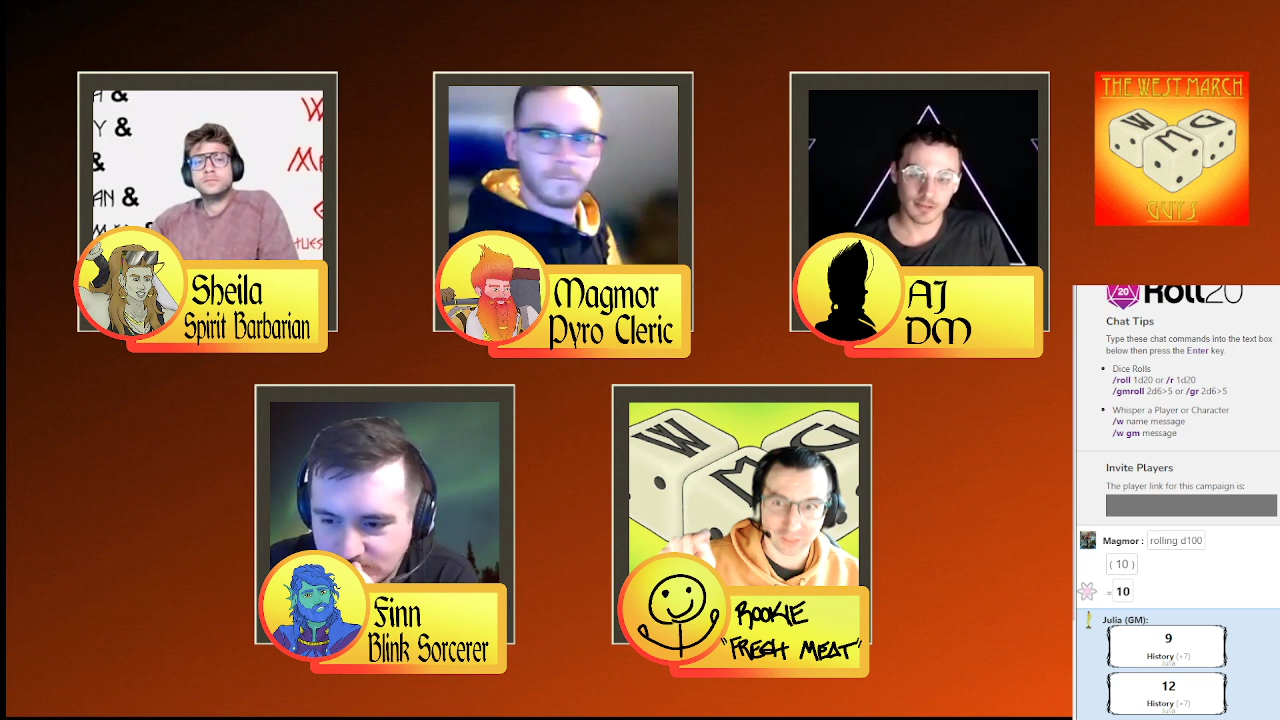 &
Y &
&
AN &
W
Sheila
Spirit Barbarian
Magmor
Pyro Cleric
AJ
DM
THE WEST MARCH
W M G
GUYS
Finn
Blink Sorcerer
W
M
G
ROOKIE
"FRESH MEAT"
20 Roll20
Chat Tips
Type these chat commands into the text box
below then press the Enter key.
Dice Rolls
/roll 1d20 or /r 1d20
/gmroll 2d6>5 or /gr 2d6>5
Whisper a Player or Character
/w name message
/w gm message
Invite Players
The player link for this campaign is:
Magmor : rolling d100
( 10 )
= 10
Julia (GM):
9
History (+7)
Julia
12
History (+7)
Julia